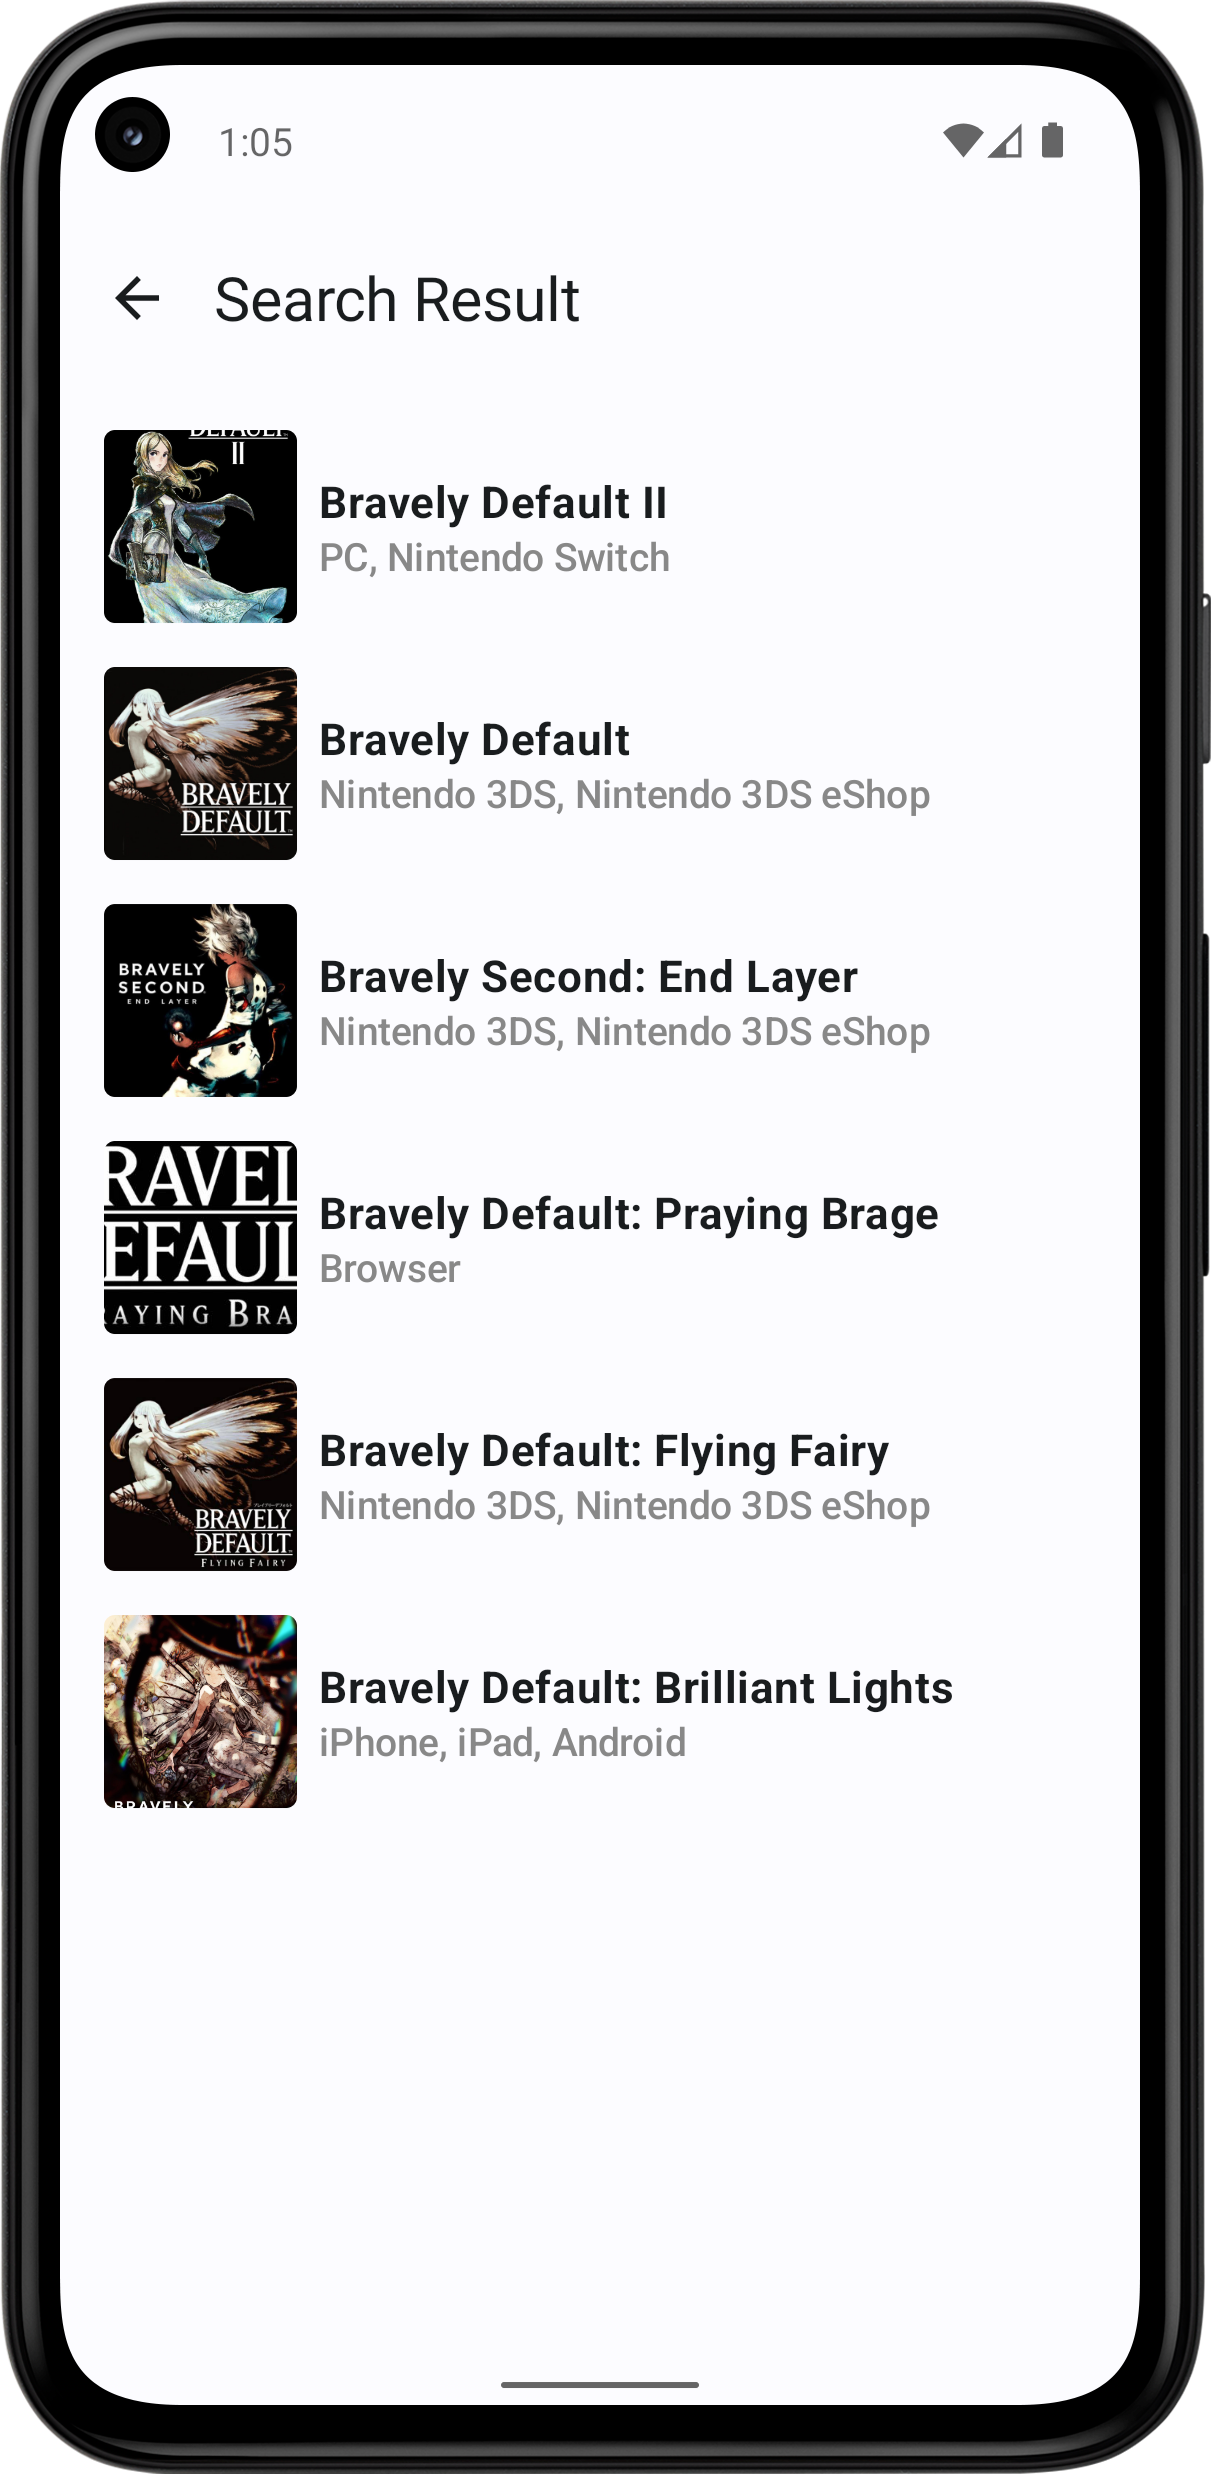 1:05
Search Result
DEFAULT
II
Bravely Default II
PC, Nintendo Switch
BRAVELY
DEFAULT
Bravely Default
Nintendo 3DS, Nintendo 3DS eShop
BRAVELY
SECOND
END LAYER
Bravely Second: End Layer
Nintendo 3DS, Nintendo 3DS eShop
RAVEL
EFAUL
RAYING BRA
Bravely Default: Praying Brage
Browser
BRAVELY
DEFAULT
FLYING FAIRY
Bravely Default: Flying Fairy
Nintendo 3DS, Nintendo 3DS eShop
BRAVELY
Bravely Default: Brilliant Lights
iPhone, iPad, Android